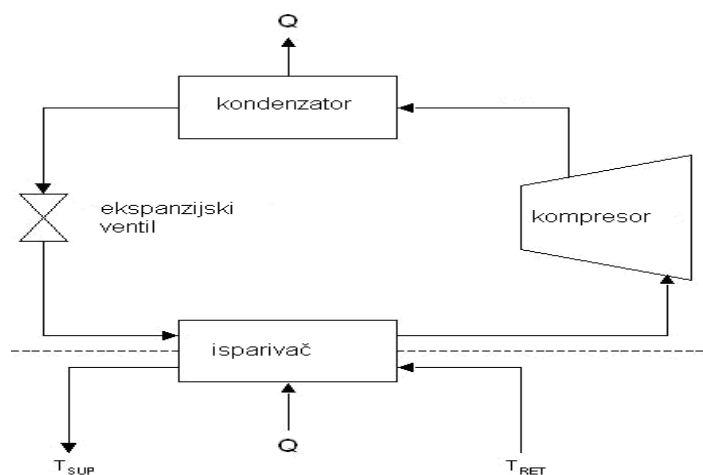 Q
kondenzator
ekspanzijski
ventil
kompresor
isparivač
Q
T_SUP
T_RET